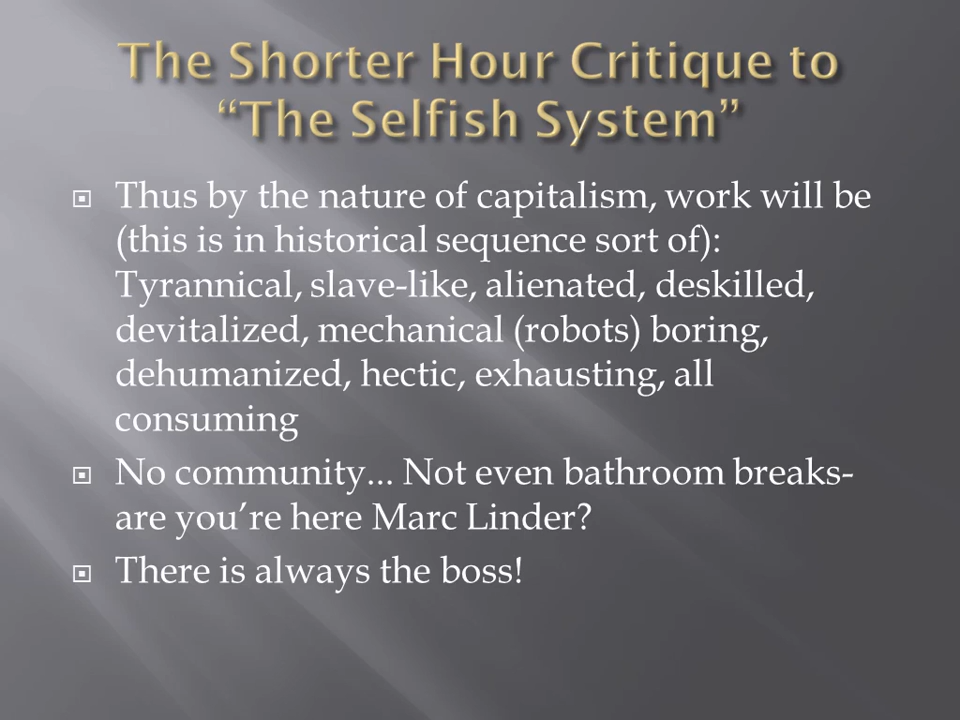 The Shorter Hour Critique to
“The Selfish System”
Thus by the nature of capitalism, work will be
(this is in historical sequence sort of):
Tyrannical, slave-like, alienated, deskilled,
devitalized, mechanical (robots) boring,
dehumanized, hectic, exhausting, all
consuming
No community... Not even bathroom breaks-
are you’re here Marc Linder?
There is always the boss!